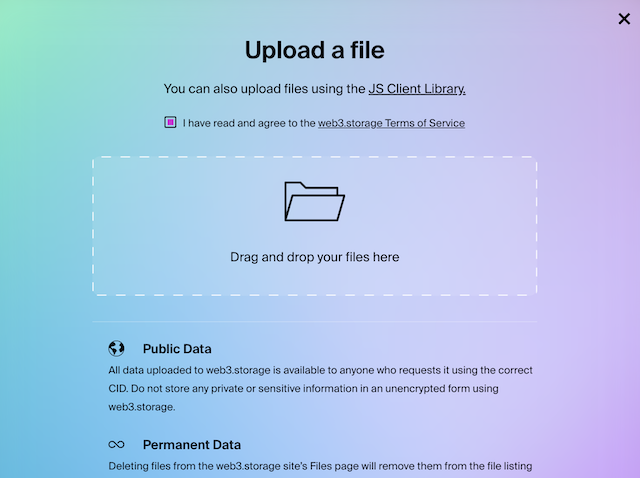 Upload a file
You can also upload files using the JS Client Library.
I have read and agree to the web3.storage Terms of Service
Drag and drop your files here
Public Data
All data uploaded to web3.storage is available to anyone who requests it using the correct
CID. Do not store any private or sensitive information in an unencrypted form using
web3.storage.
Permanent Data
Deleting files from the web3.storage site's Files page will remove them from the file listing